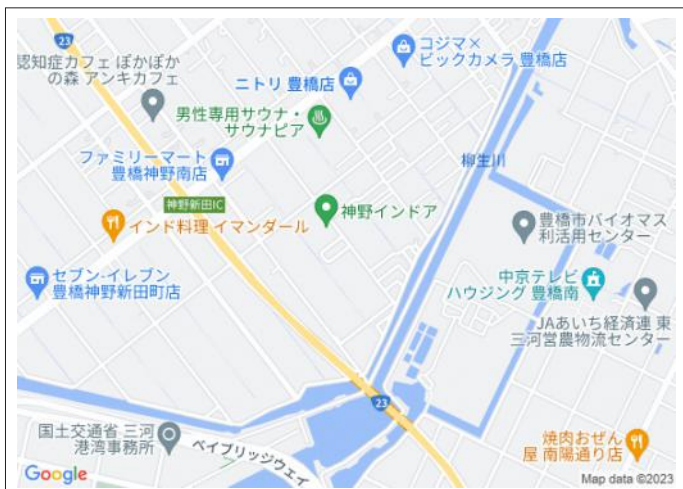 23
認知症カフェ ぽかぽか
の森 アンキカフェ
コジマ×
ビックカメラ 豊橋店
ニトリ 豊橋店
男性専用サウナ・
サウナピア
ファミリーマート
豊橋神野南店
柳生川
神野新田IC
神野インドア
インド料理 イマンダール
豊橋市バイオマス
利活用センター
セブン-イレブン
豊橋神野新田町店
中京テレビ
ハウジング 豊橋南
JAあいち経済連 東
三河営農物流センター
23
国土交通省 三河
港湾事務所
ベイブリッジウェイ
焼肉おぜん
屋 南陽通り店
Google
Map data ©2023